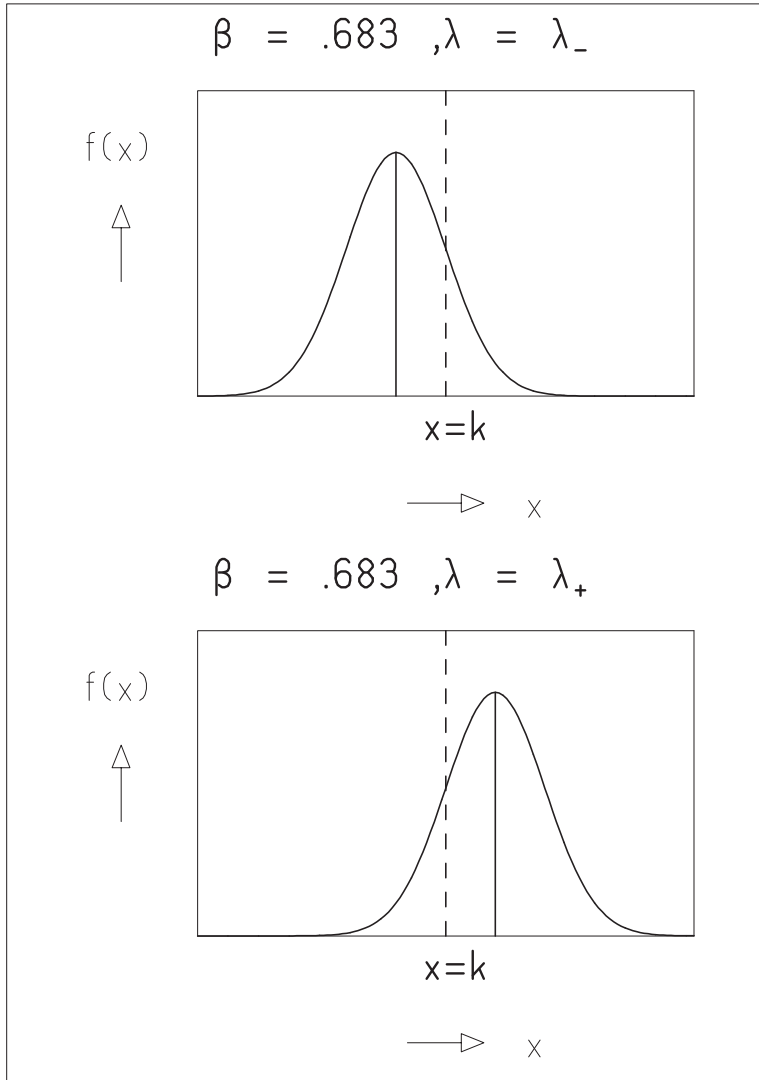 β = .683 ,λ = λ₋
f(x)
x=k
x
β = .683 ,λ = λ₊
f(x)
x=k
x